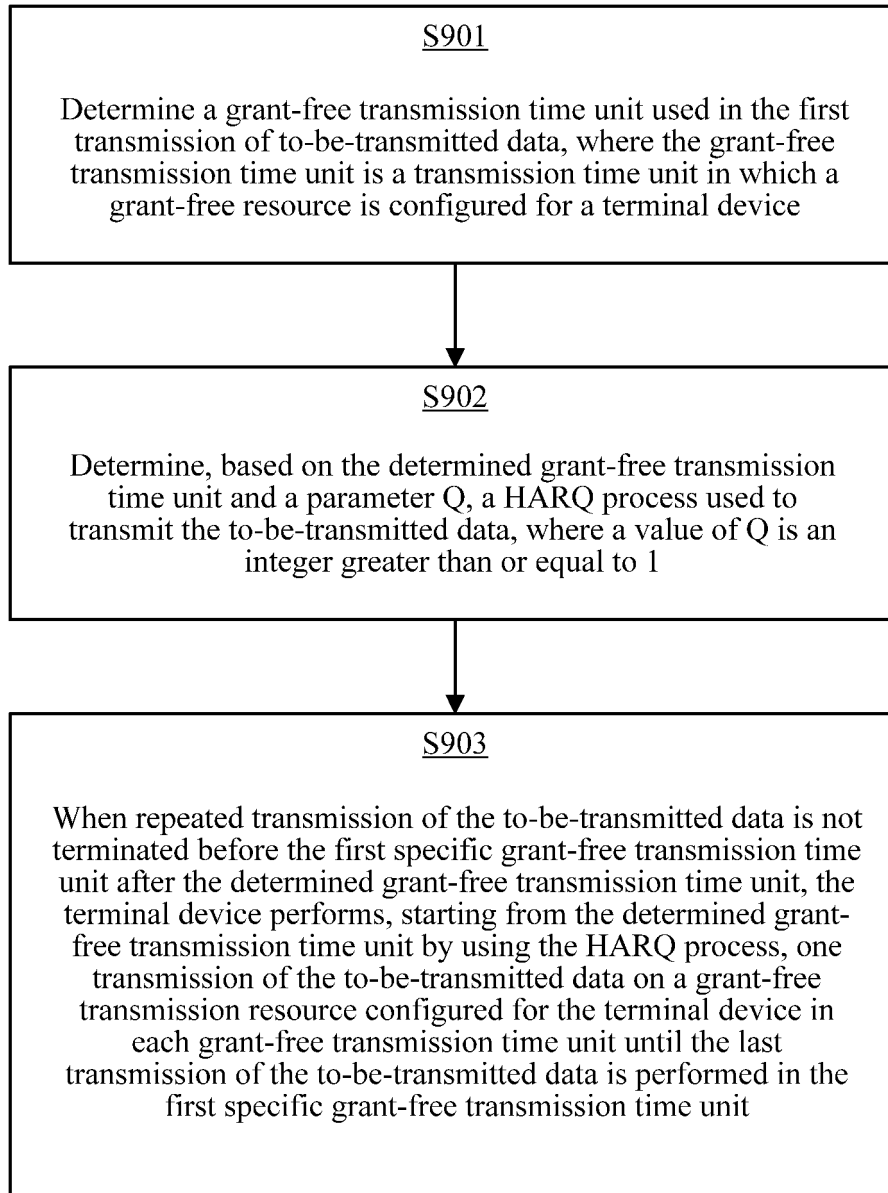 S901
Determine a grant-free transmission time unit used in the first
transmission of to-be-transmitted data, where the grant-free
transmission time unit is a transmission time unit in which a
grant-free resource is configured for a terminal device
S902
Determine, based on the determined grant-free transmission
time unit and a parameter Q, a HARQ process used to
transmit the to-be-transmitted data, where a value of Q is an
integer greater than or equal to 1
S903
When repeated transmission of the to-be-transmitted data is not
terminated before the first specific grant-free transmission time
unit after the determined grant-free transmission time unit, the
terminal device performs, starting from the determined grant-
free transmission time unit by using the HARQ process, one
transmission of the to-be-transmitted data on a grant-free
transmission resource configured for the terminal device in
each grant-free transmission time unit until the last
transmission of the to-be-transmitted data is performed in the
first specific grant-free transmission time unit